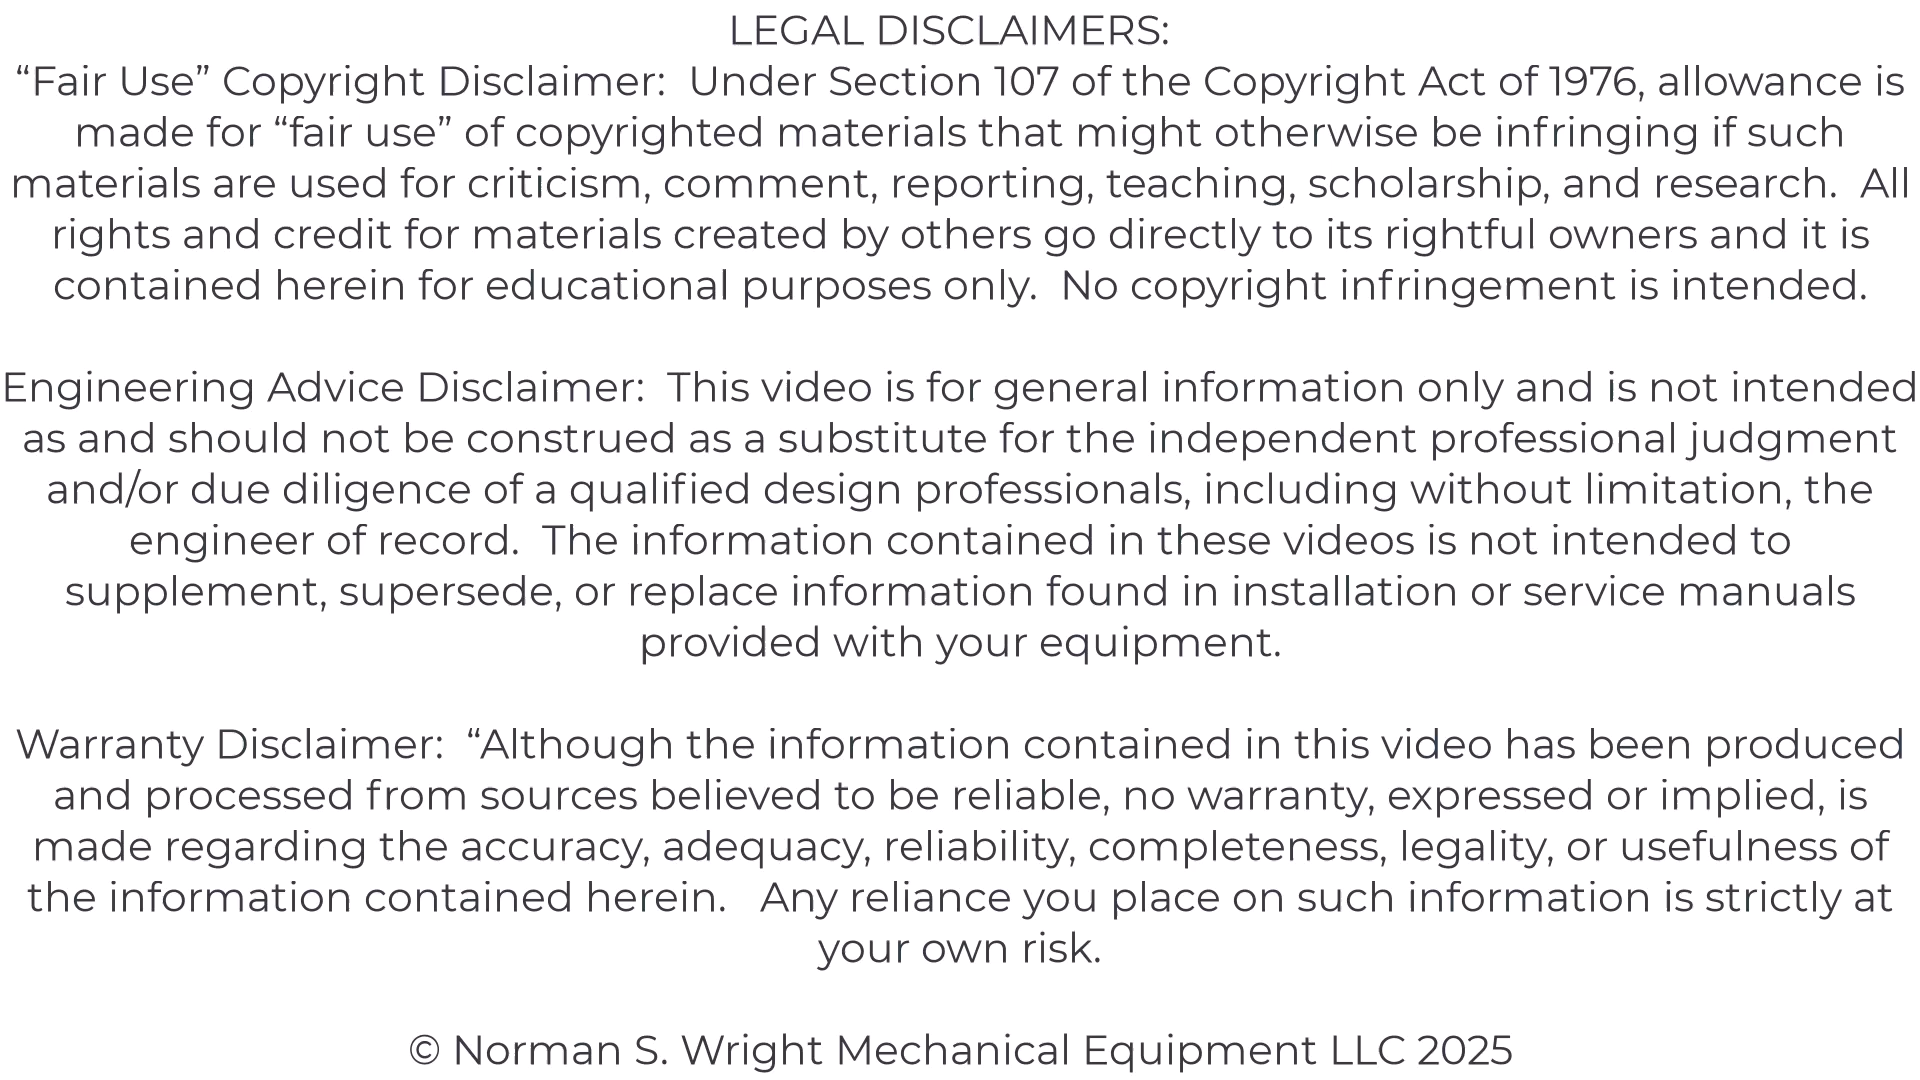 LEGAL DISCLAIMERS:
“Fair Use” Copyright Disclaimer:  Under Section 107 of the Copyright Act of 1976, allowance is
made for “fair use” of copyrighted materials that might otherwise be infringing if such
materials are used for criticism, comment, reporting, teaching, scholarship, and research.  All
rights and credit for materials created by others go directly to its rightful owners and it is
contained herein for educational purposes only.  No copyright infringement is intended.
Engineering Advice Disclaimer:  This video is for general information only and is not intended
as and should not be construed as a substitute for the independent professional judgment
and/or due diligence of a qualified design professionals, including without limitation, the
engineer of record.  The information contained in these videos is not intended to
supplement, supersede, or replace information found in installation or service manuals
provided with your equipment.
Warranty Disclaimer:  “Although the information contained in this video has been produced
and processed from sources believed to be reliable, no warranty, expressed or implied, is
made regarding the accuracy, adequacy, reliability, completeness, legality, or usefulness of
the information contained herein.   Any reliance you place on such information is strictly at
your own risk.
© Norman S. Wright Mechanical Equipment LLC 2025